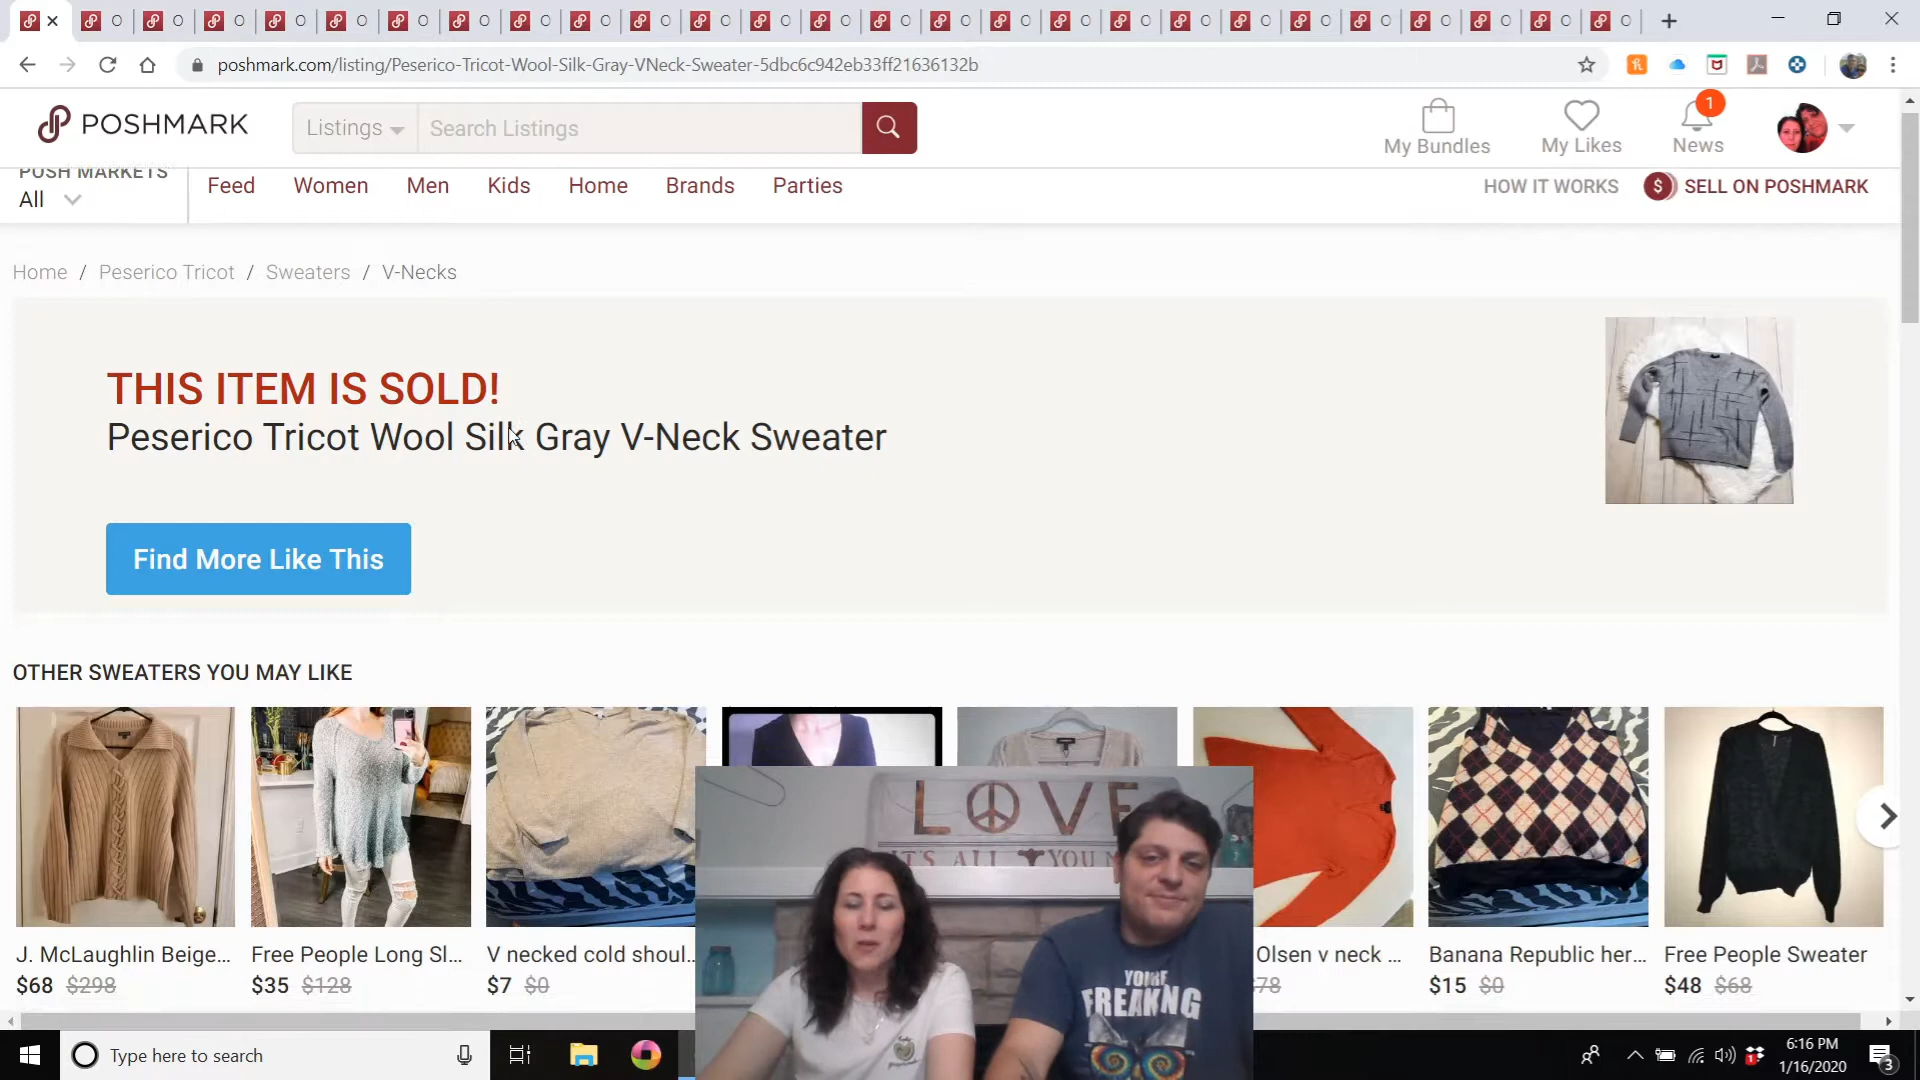 poshmark.com/listing/Peserico-Tricot-Wool-Silk-Gray-VNeck-Sweater-5dbc6c942eb33ff21636132b
POSHMARK
Listings
Search Listings
1
My Bundles
My Likes
News
POSH MARKETS
All
Feed
Women
Men
Kids
Home
Brands
Parties
HOW IT WORKS
$ SELL ON POSHMARK
Home / Peserico Tricot / Sweaters / V-Necks
THIS ITEM IS SOLD!
Peserico Tricot Wool Silk Gray V-Neck Sweater
Find More Like This
OTHER SWEATERS YOU MAY LIKE
J. McLaughlin Beige...
$68 $298
Free People Long Sl...
$35 $128
V necked cold shoul...
$7 $0
Olsen v neck ...
Banana Republic her...
$15 $0
Free People Sweater
$48 $68
LOVE
IT'S ALL YOU N
YOU'RE
FREAKNG
Type here to search
6:16 PM
1/16/2020
3